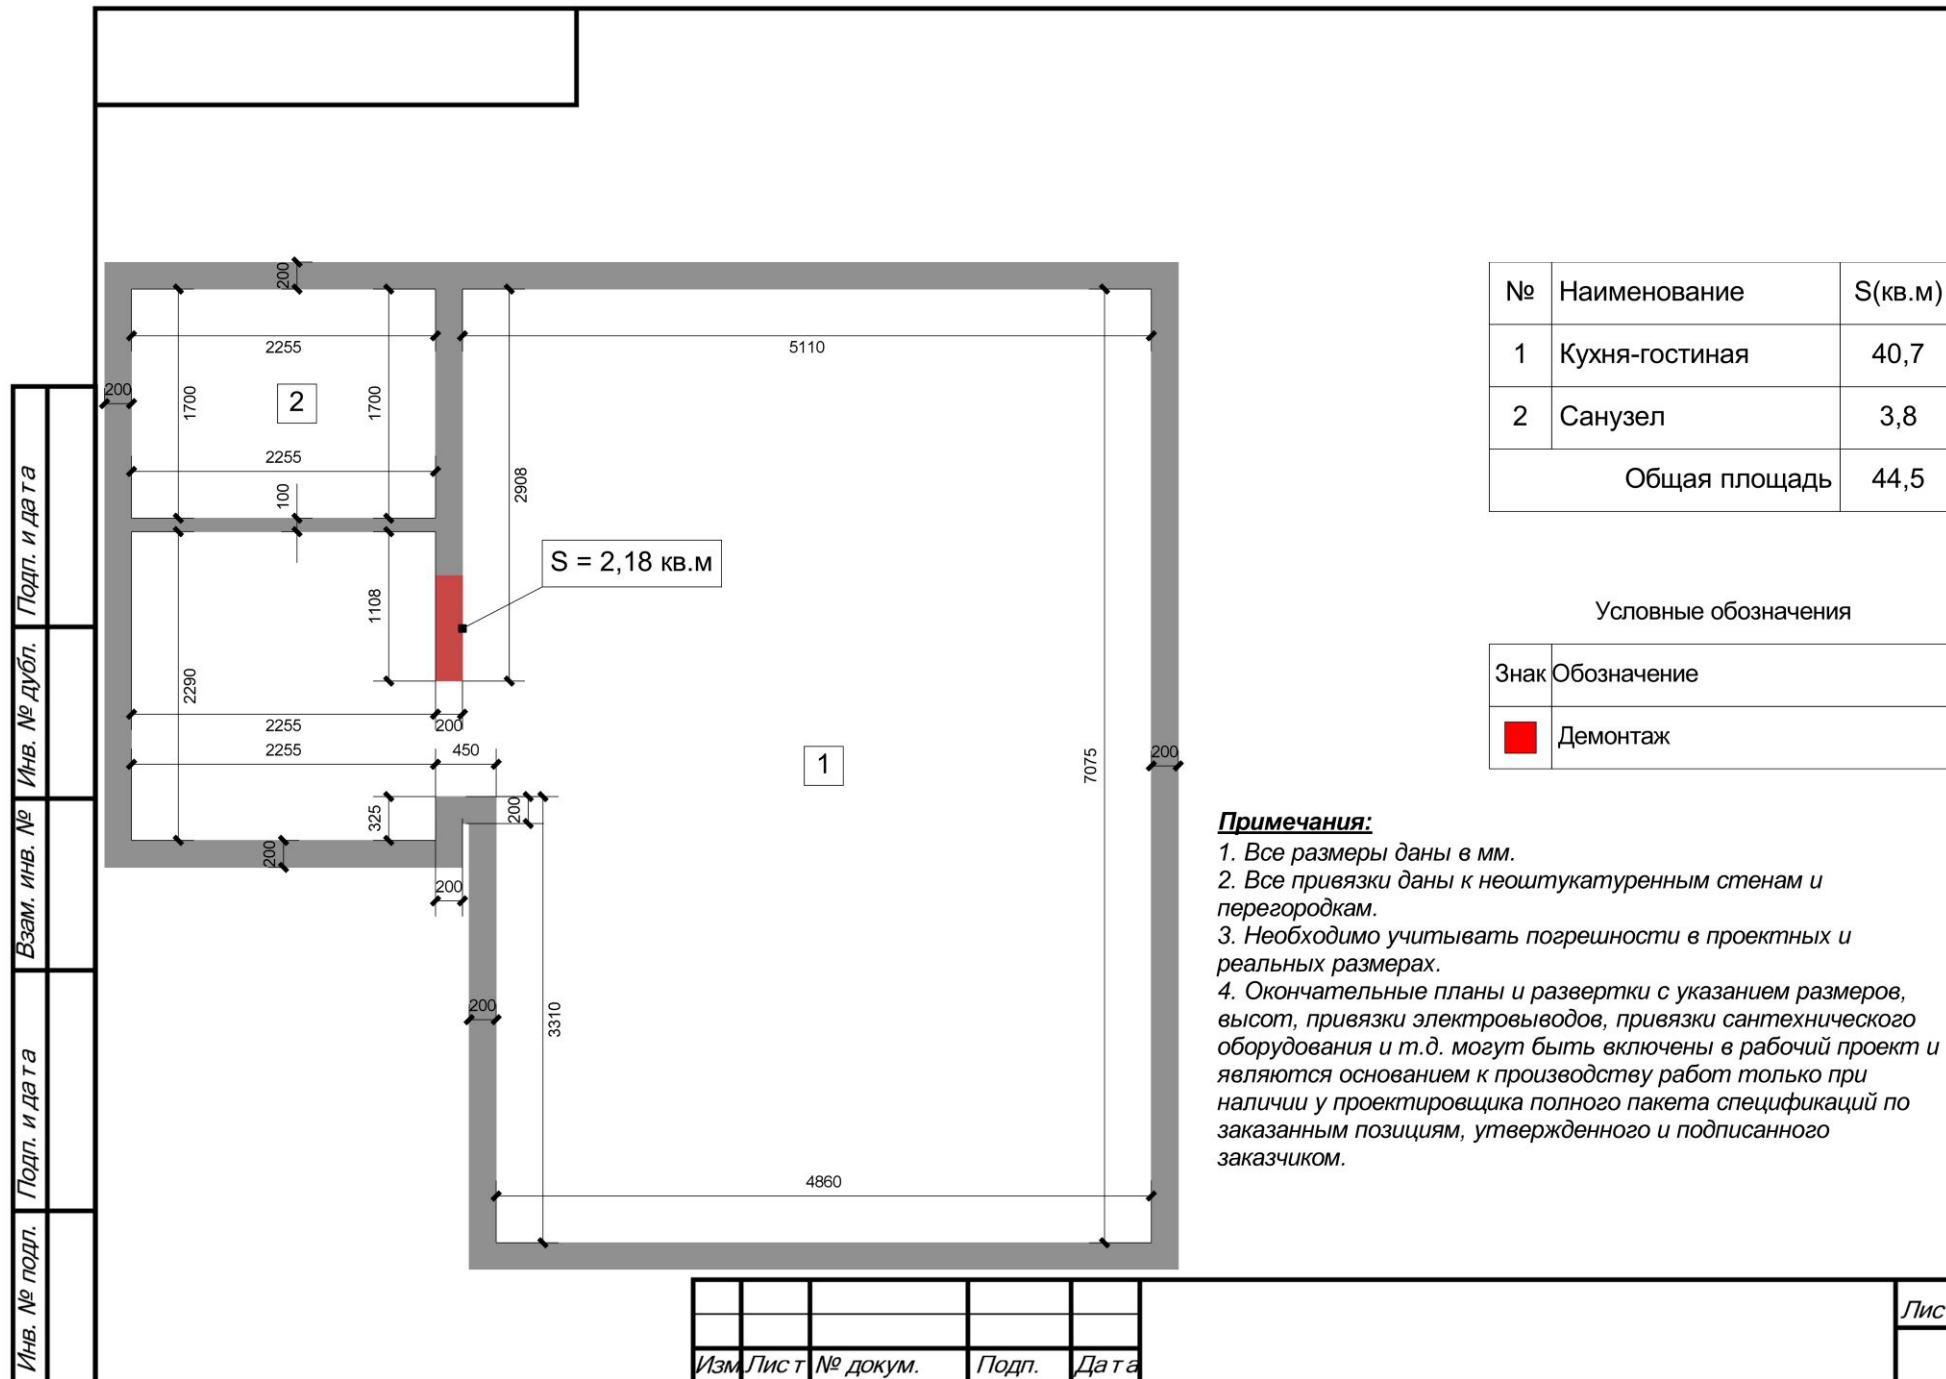 200
2255
5110
200
1700
2
1700
2255
100
2908
S = 2,18 кв.м
1108
2290
2255
200
2255
450
1
7075
200
325
200
200
200
200
3310
4860
№ Наименование S(кв.м)
1 Кухня-гостиная 40,7
2 Санузел 3,8
Общая площадь 44,5
Условные обозначения
Знак Обозначение
Демонтаж
Примечания:
1. Все размеры даны в мм.
2. Все привязки даны к неоштукатуренным стенам и
перегородкам.
3. Необходимо учитывать погрешности в проектных и
реальных размерах.
4. Окончательные планы и развертки с указанием размеров,
высот, привязки электровыводов, привязки сантехнического
оборудования и т.д. могут быть включены в рабочий проект и
являются основанием к производству работ только при
наличии у проектировщика полного пакета спецификаций по
заказанным позициям, утвержденного и подписанного
заказчиком.
Подп. и дата
Инв. № дубл.
Взам. инв. №
Подп. и дата
Инв. № подп.
Изм Лист № докум. Подп. Дата
Лис